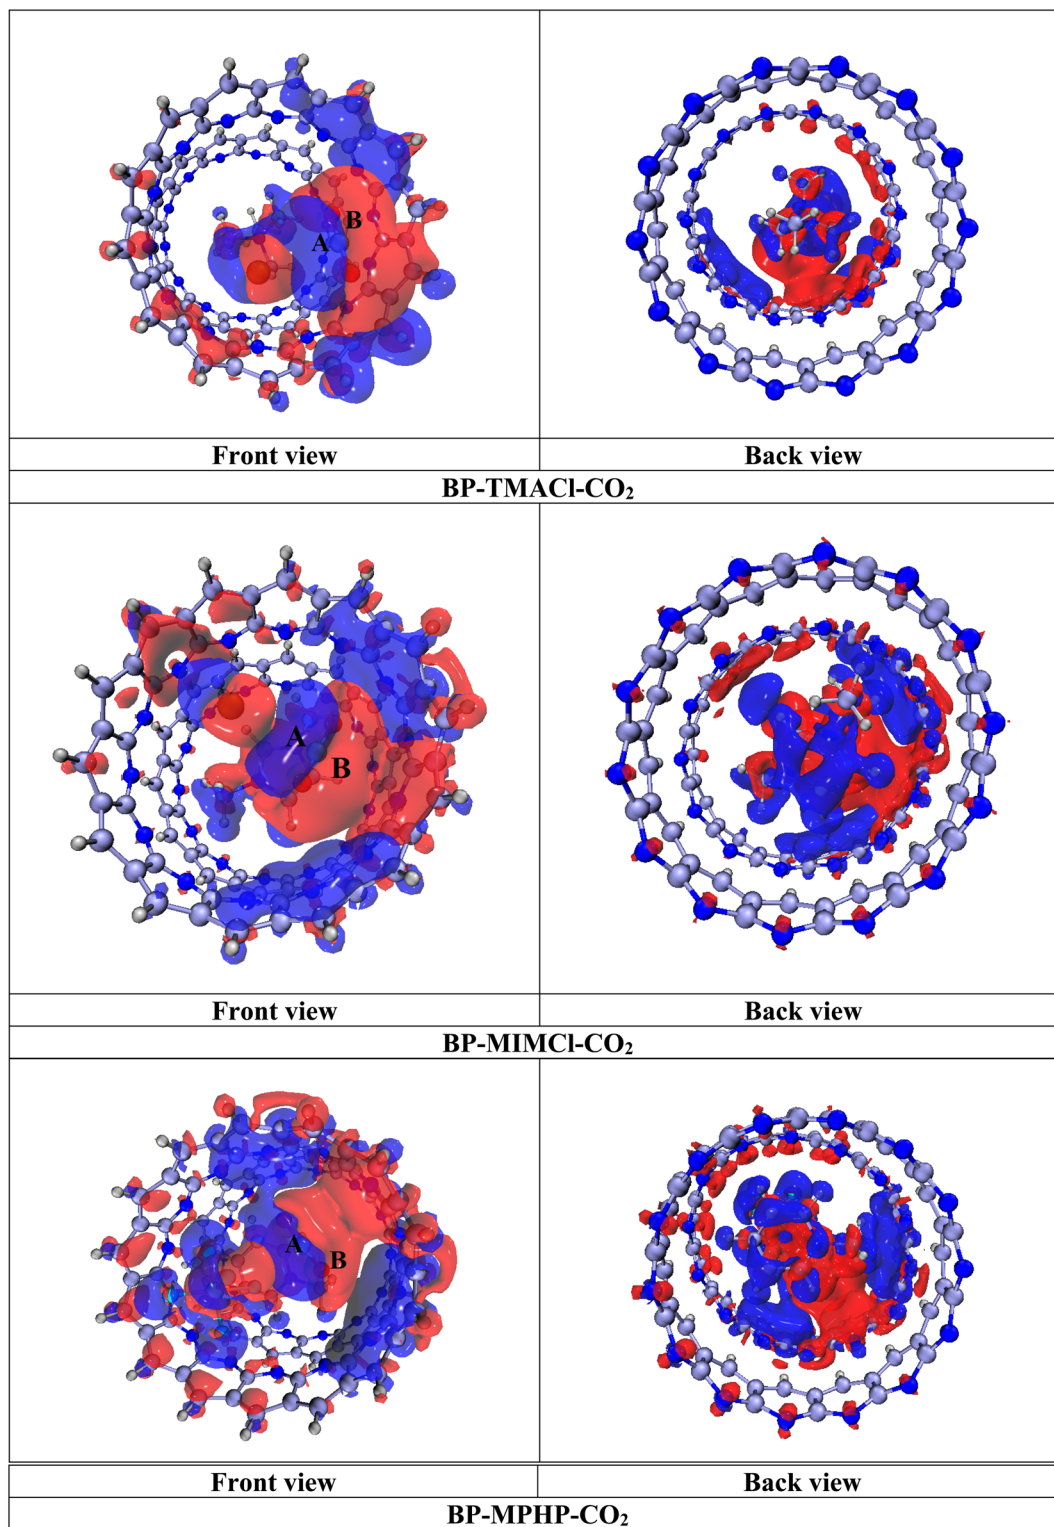 A
B
Front view Back view
BP-TMACl-CO₂
A
B
Front view Back view
BP-MIMCl-CO₂
A
B
Front view Back view
BP-MPHP-CO₂